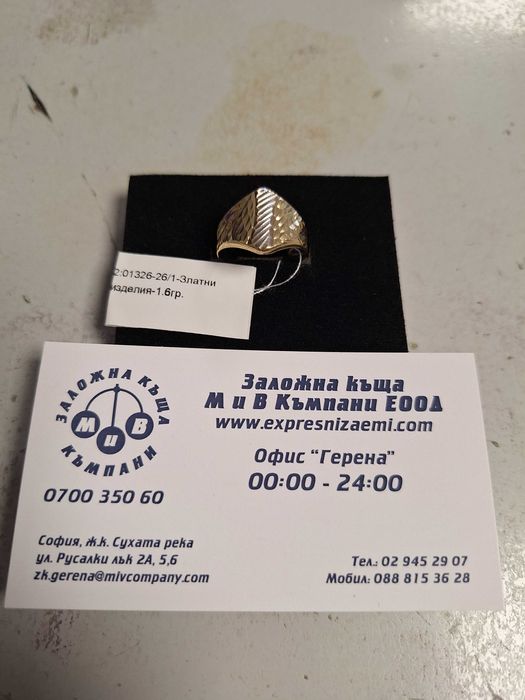 2:01326-26/1-Златни
изделия-1.6гр.
ЗАЛОЖНА КЪЩА
М и В
КЪМПАНИ
0700 350 60
Заложна къща
М и В Къмпани ЕООД
www.expresnizaemi.com
Офис "Герена"
00:00 - 24:00
София, ж.к. Сухата река
ул. Русалки лък 2А, 5,6
zk.gerena@mivcompany.com
Тел.: 02 945 29 07
Мобил: 088 815 36 28